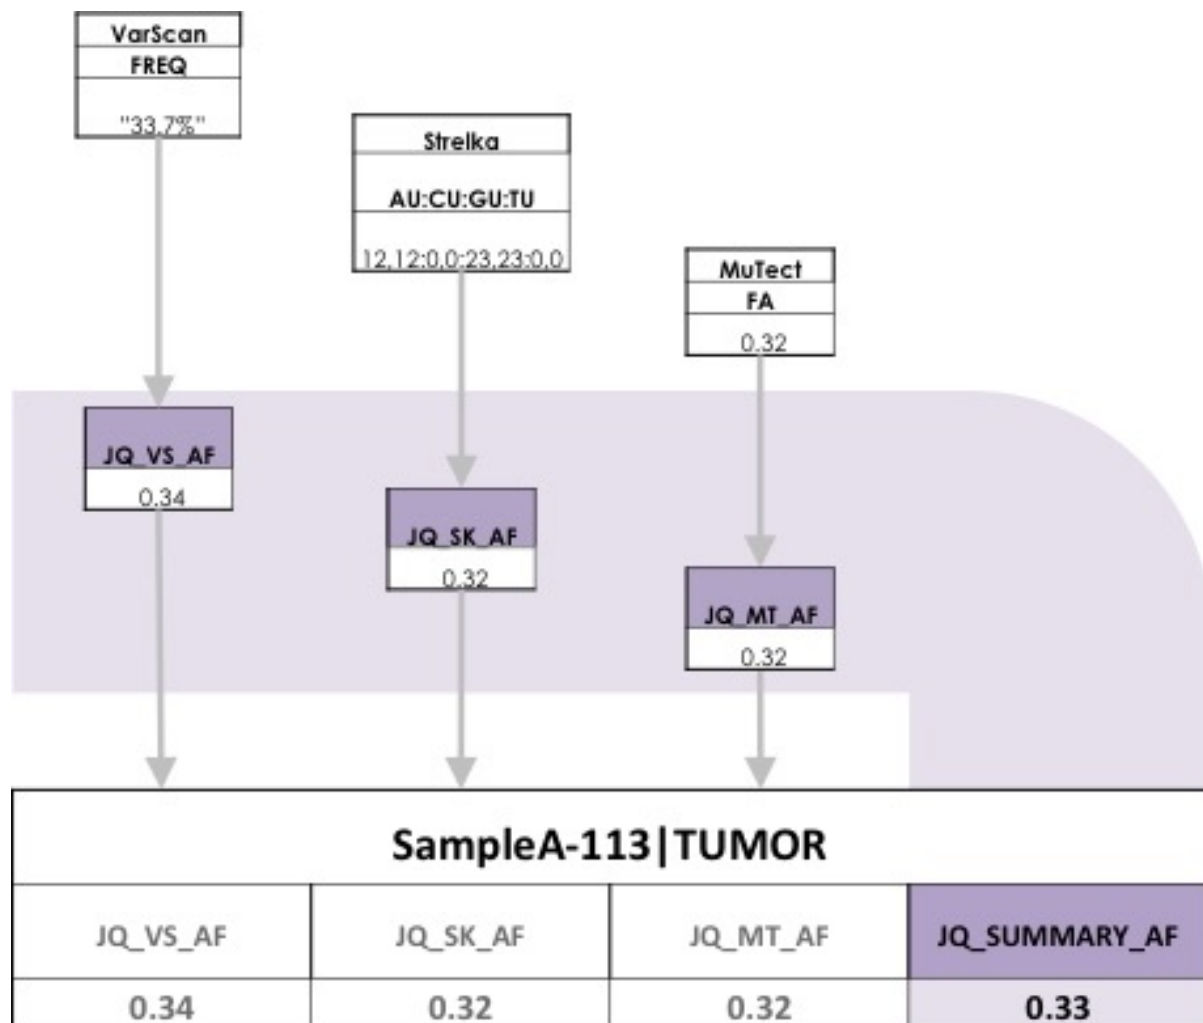 VarScan
FREQ
"33.7%"
Strelka
AU:CU:GU:TU
12,12:0,0:23,23:0,0
MuTect
FA
0.32
JQ_VS_AF
0.34
JQ_SK_AF
0.32
JQ_MT_AF
0.32
SampleA-113|TUMOR
JQ_VS_AF JQ_SK_AF JQ_MT_AF JQ_SUMMARY_AF
0.34 0.32 0.32 0.33